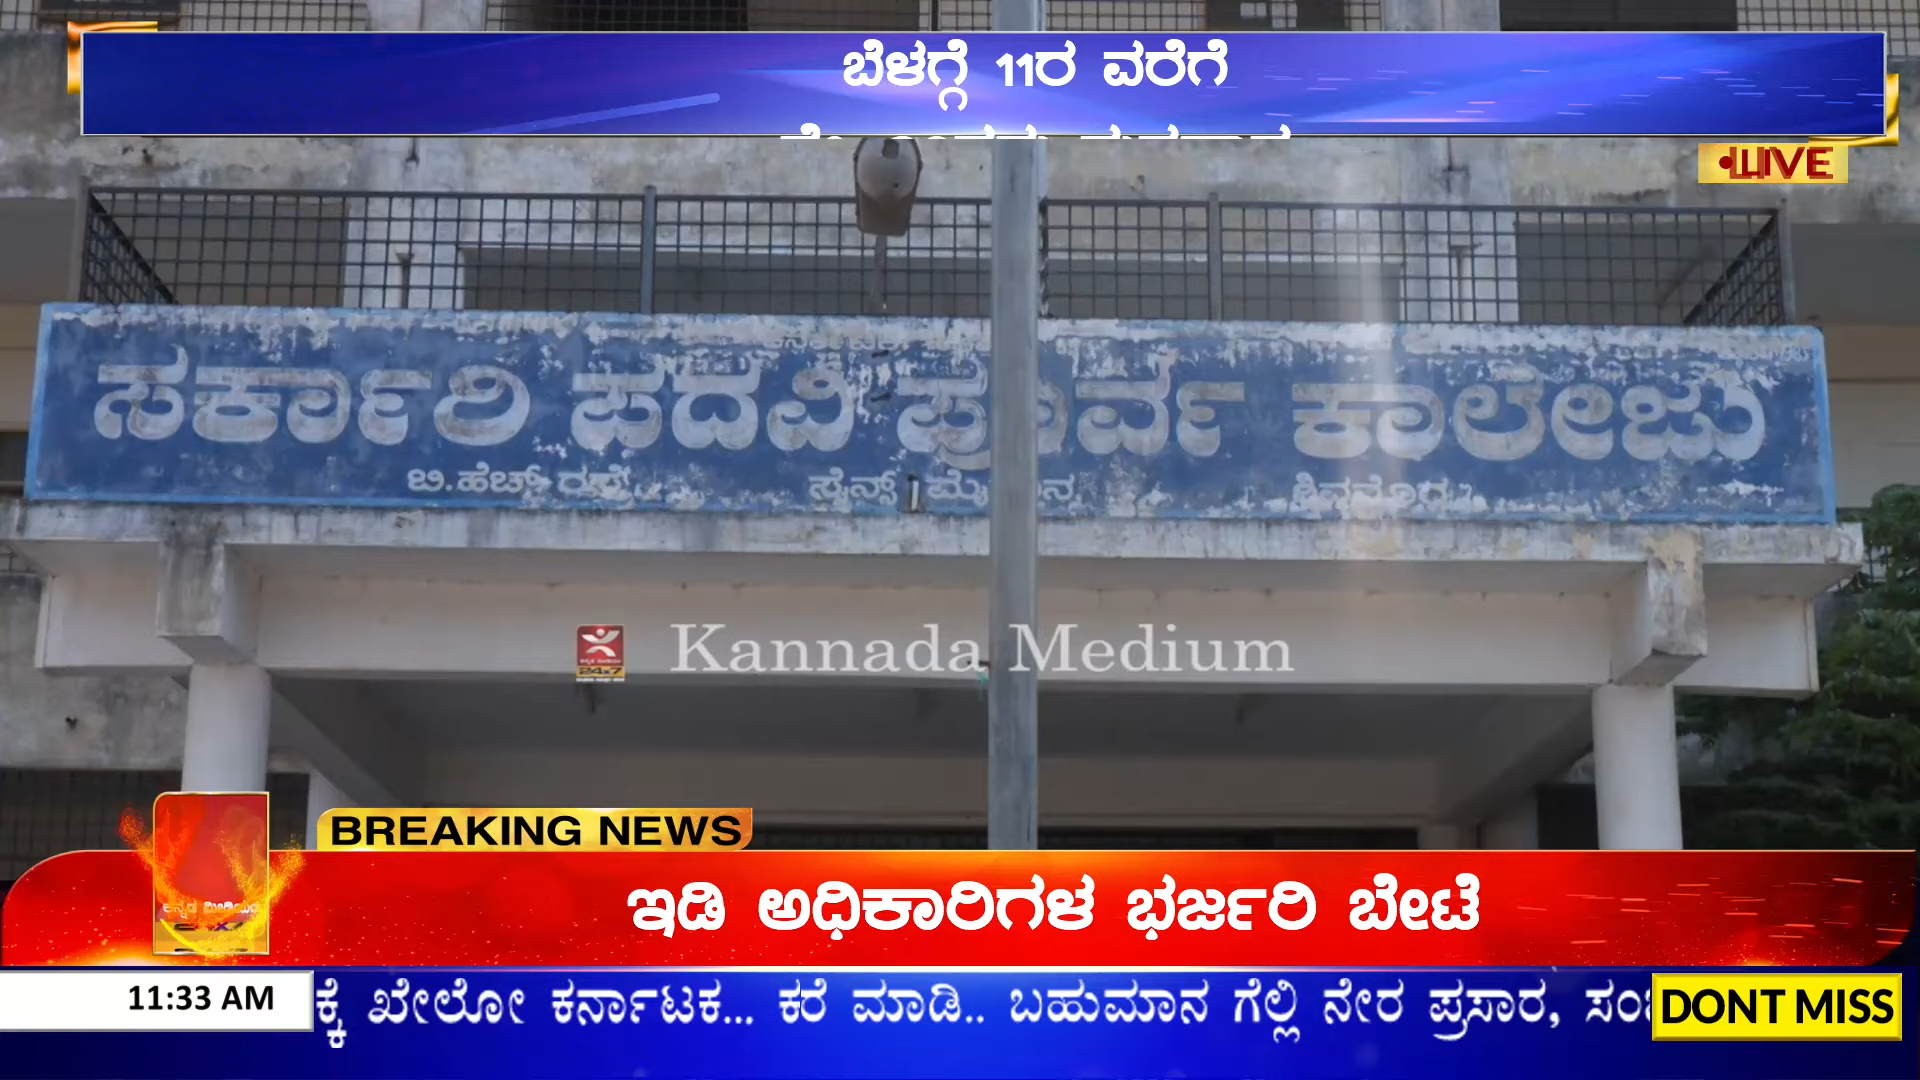 ಬೆಳಗ್ಗೆ 11ರ ವರೆಗೆ
LIVE
ಸರ್ಕಾರಿ ಪದವಿ ಪೂರ್ವ ಕಾಲೇಜು
ಬಿ.ಹೆಚ್ ರಸ್ತೆ, ಸೈನ್ಸ್ ಮೈದಾನ
Kannada Medium
24x7
BREAKING NEWS
ಇಡಿ ಅಧಿಕಾರಿಗಳ ಭರ್ಜರಿ ಬೇಟೆ
11:33 AM
ಕ್ಕೆ ಖೇಲೋ ಕರ್ನಾಟಕ... ಕರೆ ಮಾಡಿ.. ಬಹುಮಾನ ಗೆಲ್ಲಿ ನೇರ ಪ್ರಸಾರ,
DONT MISS